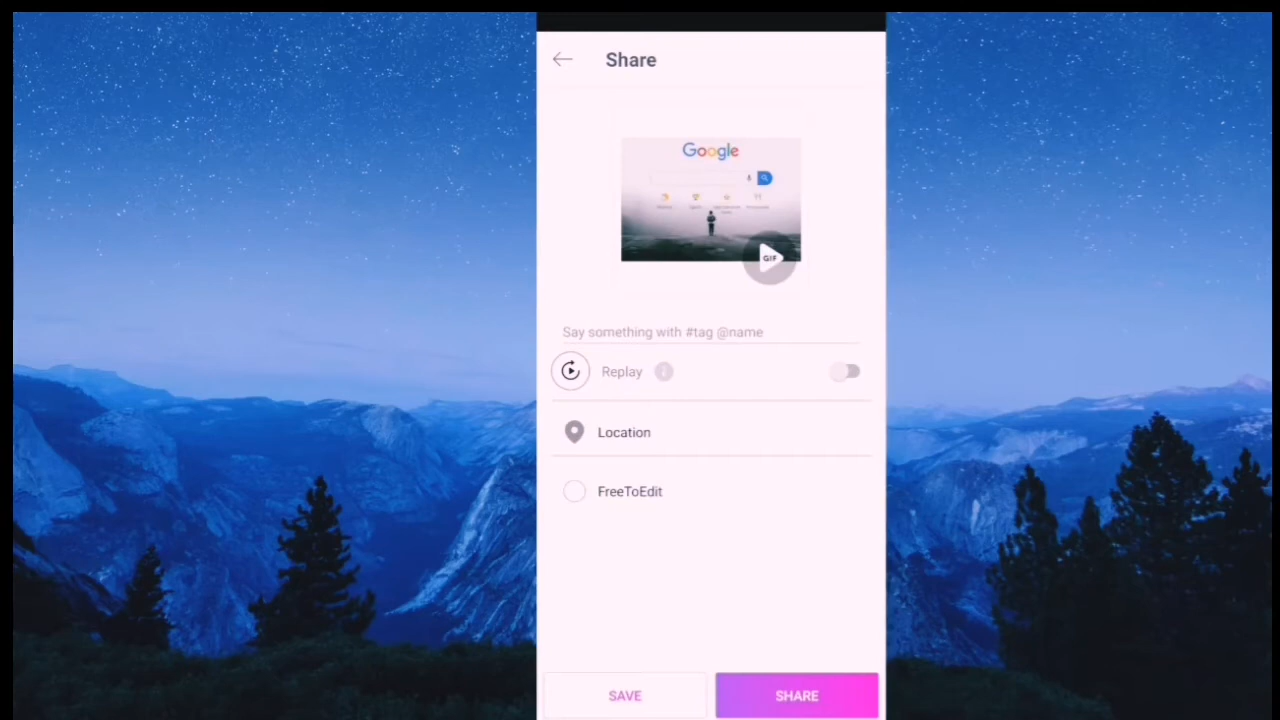 Share
Google
GIF
Say something with #tag @name
Replay
Location
FreeToEdit
SAVE
SHARE